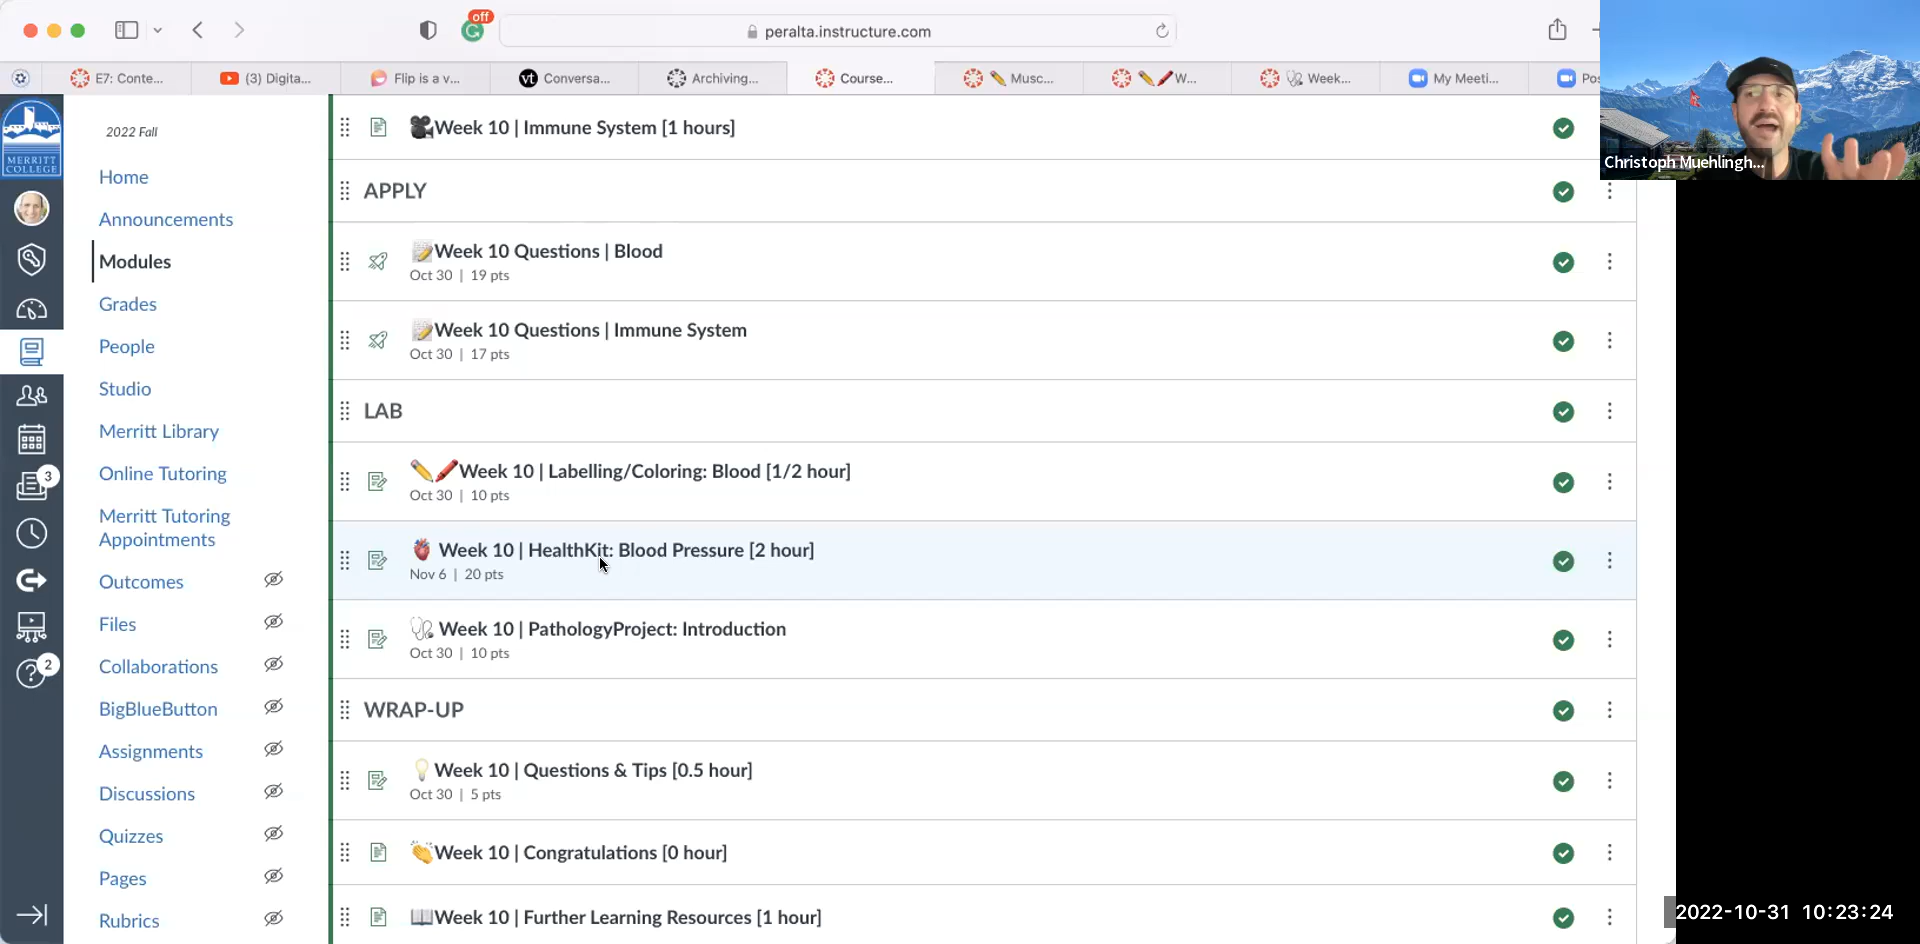 off
peralta.instructure.com
E7: Conte...
(3) Digita...
Flip is a v...
vt
Conversa...
Archiving...
Course...
Musc...
W...
Week...
My Meeti...
Pos
Christoph Muehlingh...
MERRITT
COLLEGE
3
2
2022 Fall
Home
Announcements
Modules
Grades
People
Studio
Merritt Library
Online Tutoring
Merritt Tutoring
Appointments
Outcomes
Files
Collaborations
BigBlueButton
Assignments
Discussions
Quizzes
Pages
Rubrics
Week 10 | Immune System [1 hours]
APPLY
Week 10 Questions | Blood
Oct 30 | 19 pts
Week 10 Questions | Immune System
Oct 30 | 17 pts
LAB
Week 10 | Labelling/Coloring: Blood [1/2 hour]
Oct 30 | 10 pts
Week 10 | HealthKit: Blood Pressure [2 hour]
Nov 6 | 20 pts
Week 10 | PathologyProject: Introduction
Oct 30 | 10 pts
WRAP-UP
Week 10 | Questions & Tips [0.5 hour]
Oct 30 | 5 pts
Week 10 | Congratulations [0 hour]
Week 10 | Further Learning Resources [1 hour]
2022-10-31 10:23:24